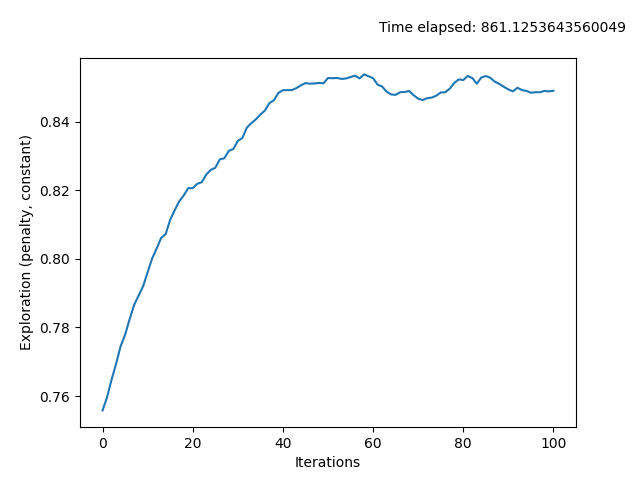 Time elapsed: 861.1253643560049
Exploration (penalty, constant)
0.84
0.82
0.80
0.78
0.76
0 20 40 60 80 100
Iterations